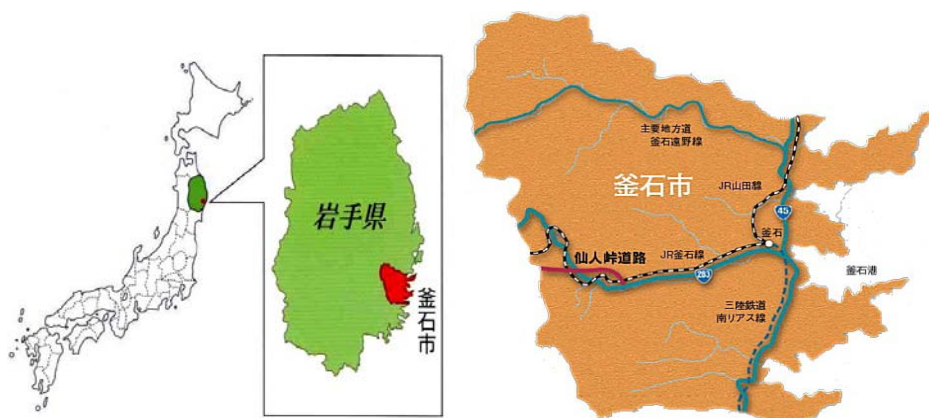 岩手県
釜石市
主要地方道
釜石遠野線
釜石市
JR山田線
45
釜石
仙人峠道路
JR釜石線
283
釜石港
三陸鉄道
南リアス線